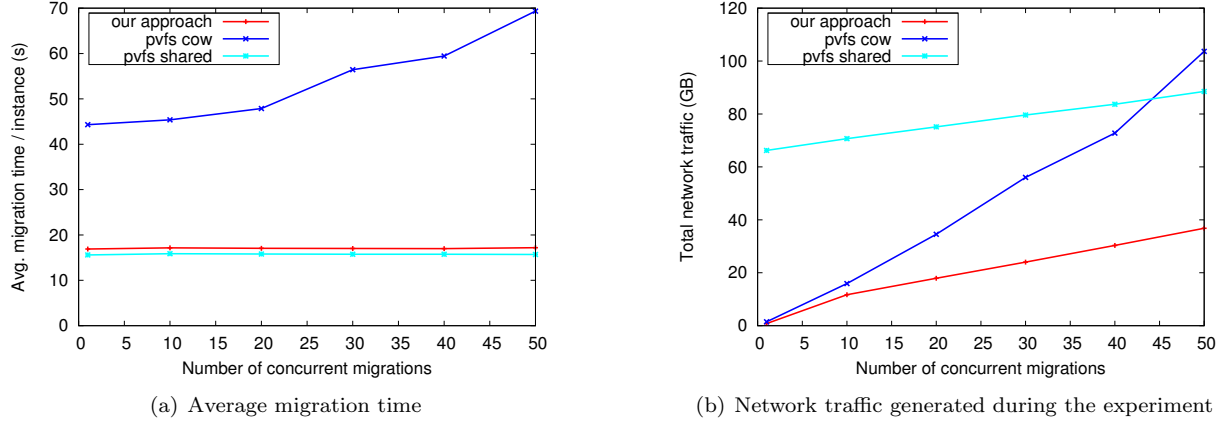 70
60
50
40
30
20
10
0
0 5 10 15 20 25 30 35 40 45 50
Avg. migration time / instance (s)
Number of concurrent migrations
our approach
pvfs cow
pvfs shared
(a) Average migration time
120
100
80
60
40
20
0
0 5 10 15 20 25 30 35 40 45 50
Total network traffic (GB)
Number of concurrent migrations
our approach
pvfs cow
pvfs shared
(b) Network traffic generated during the experiment